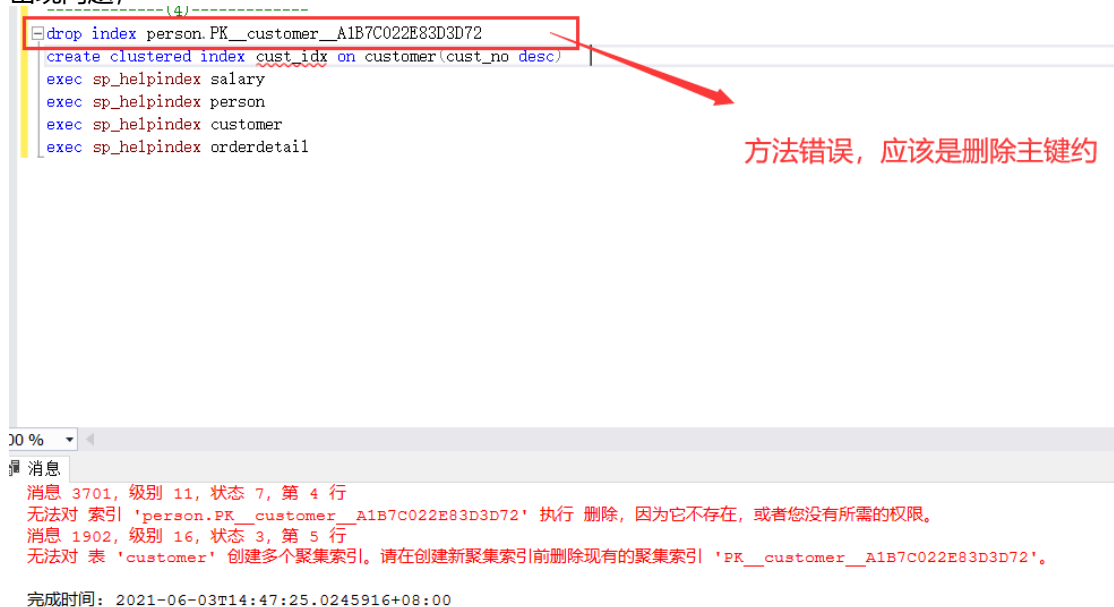 -------------(4)-------------
drop index person.PK__customer__A1B7C022E83D3D72
create clustered index cust_idx on customer(cust_no desc)
exec sp_helpindex salary
exec sp_helpindex person
exec sp_helpindex customer
exec sp_helpindex orderdetail
方法错误，应该是删除主键约
00 %
消息
消息 3701，级别 11，状态 7，第 4 行
无法对 索引 'person.PK__customer__A1B7C022E83D3D72' 执行 删除，因为它不存在，或者您没有所需的权限。
消息 1902，级别 16，状态 3，第 5 行
无法对 表 'customer' 创建多个聚集索引。请在创建新聚集索引前删除现有的聚集索引 'PK__customer__A1B7C022E83D3D72'。
完成时间: 2021-06-03T14:47:25.0245916+08:00